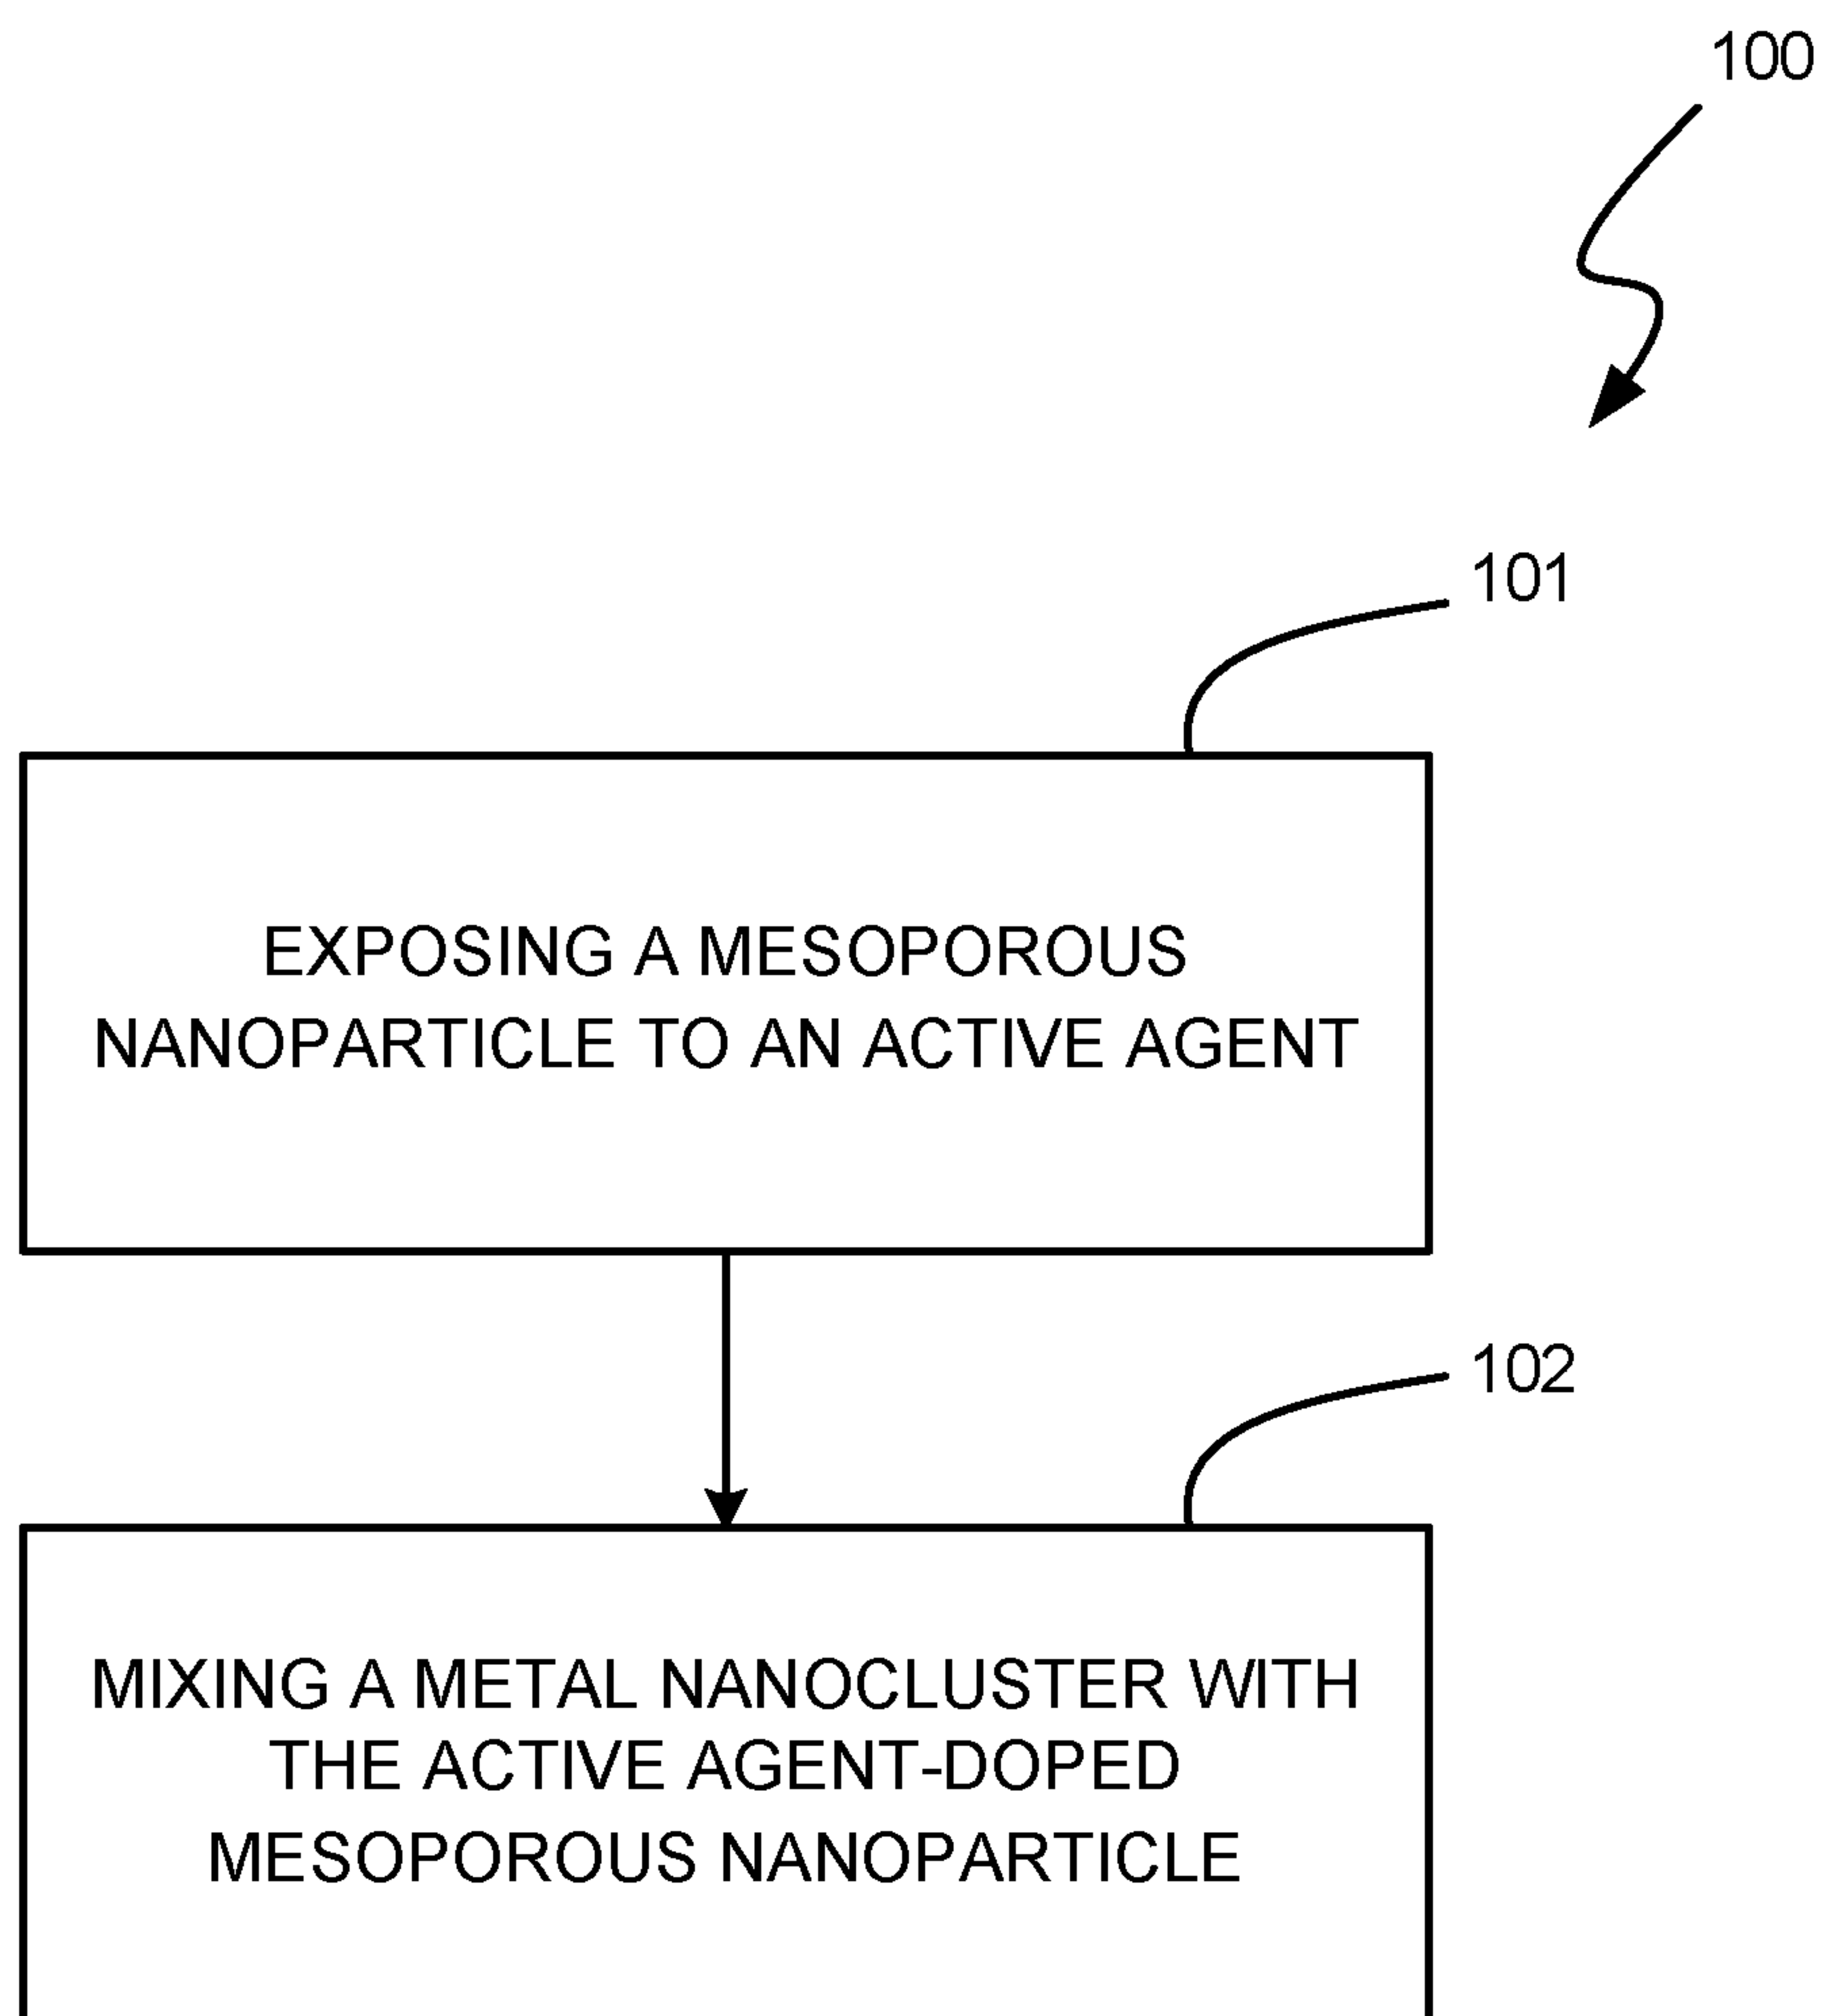 100
101
EXPOSING A MESOPOROUS
NANOPARTICLE TO AN ACTIVE AGENT
102
MIXING A METAL NANOCLUSTER WITH
THE ACTIVE AGENT-DOPED
MESOPOROUS NANOPARTICLE